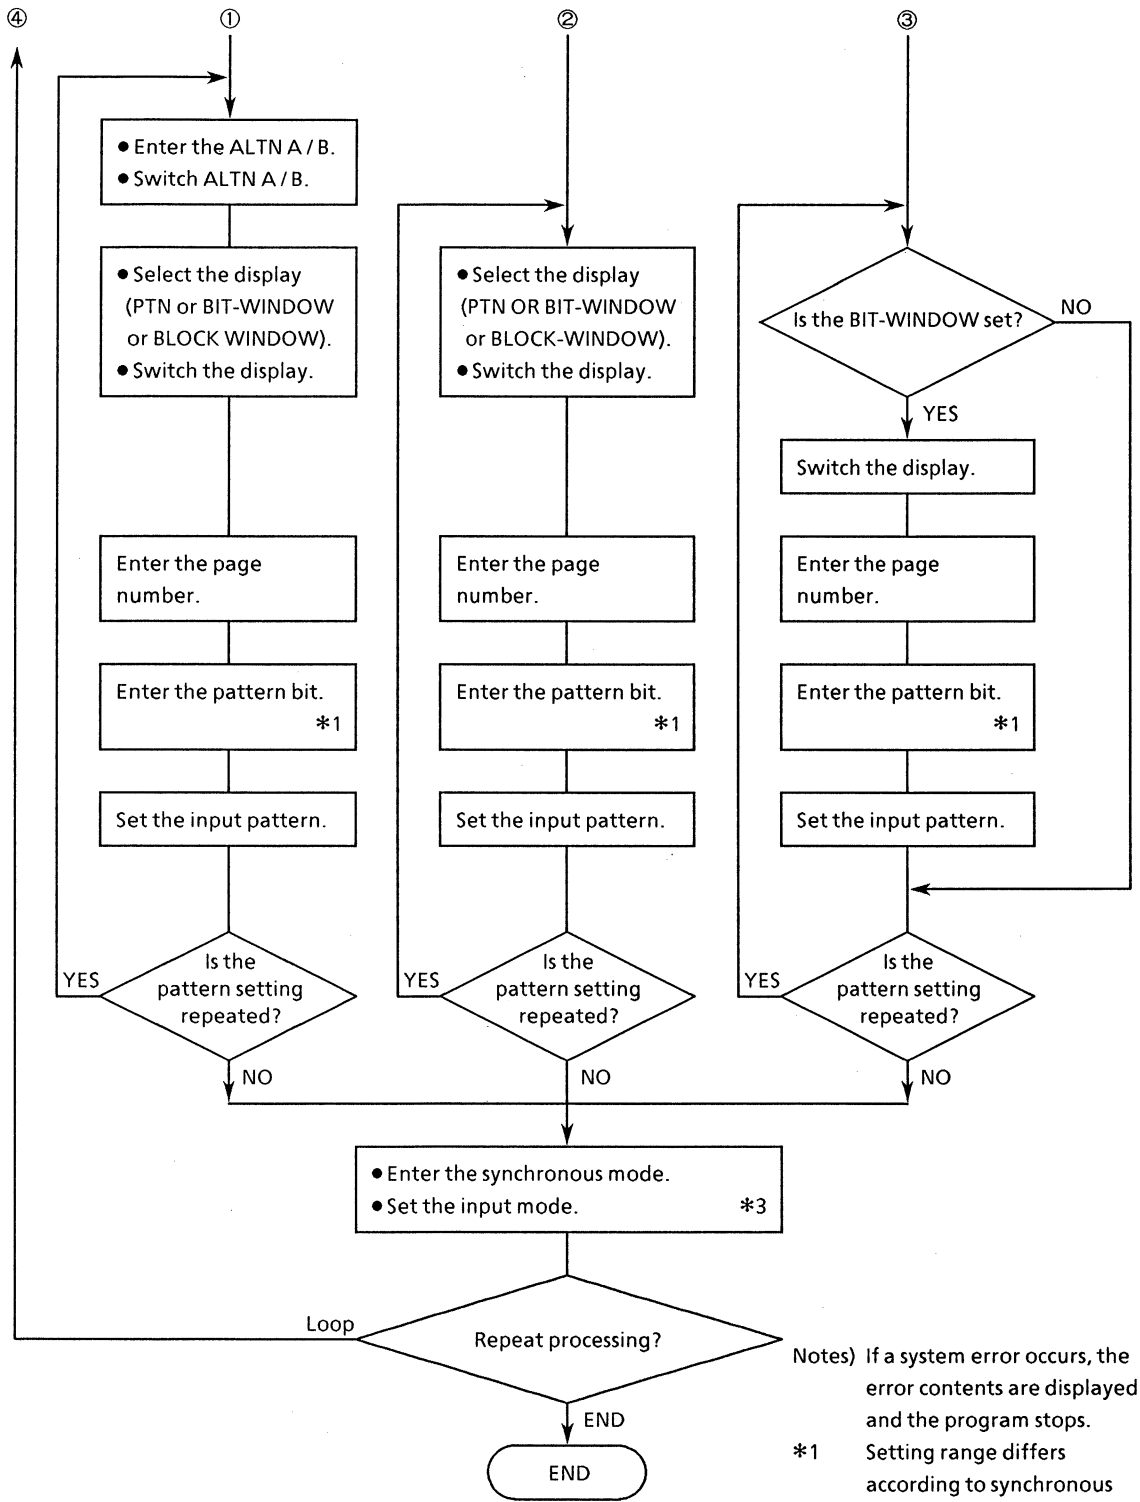 ④
①
②
③
● Enter the ALTN A / B.
● Switch ALTN A / B.
● Select the display
(PTN or BIT-WINDOW
or BLOCK WINDOW).
● Switch the display.
Enter the page
number.
Enter the pattern bit.
*1
Set the input pattern.
Is the
pattern setting
repeated?
YES
NO
● Select the display
(PTN OR BIT-WINDOW
or BLOCK-WINDOW).
● Switch the display.
Enter the page
number.
Enter the pattern bit.
*1
Set the input pattern.
Is the
pattern setting
repeated?
YES
NO
Is the BIT-WINDOW set?
NO
YES
Switch the display.
Enter the page
number.
Enter the pattern bit.
*1
Set the input pattern.
Is the
pattern setting
repeated?
YES
NO
● Enter the synchronous mode.
● Set the input mode. *3
Loop
Repeat processing?
END
END
Notes) If a system error occurs, the
error contents are displayed
and the program stops.
*1 Setting range differs
according to synchronous